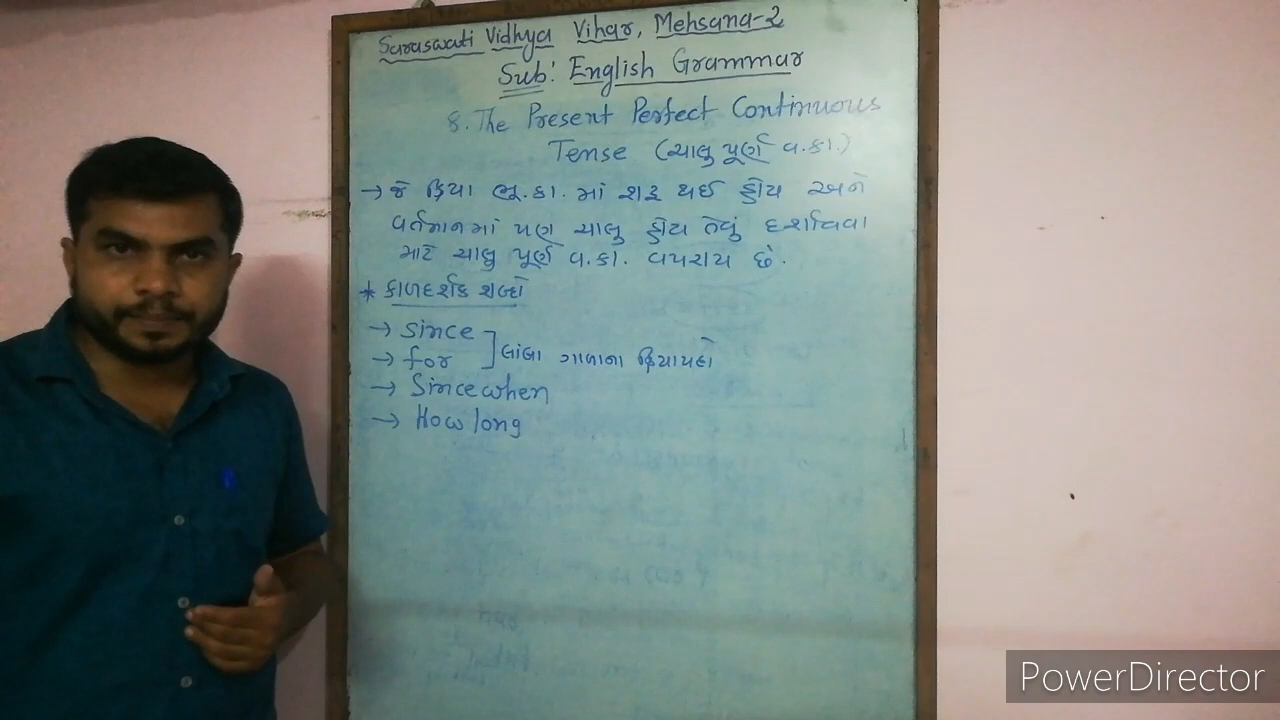 Saraswati Vidhya Vihar, Mehsana-2
Sub: English Grammar
8. The Present Perfect Continuous
Tense (ચાલુ પૂર્ણ વ.કા.)
→ જે ક્રિયા ભૂ.કા. માં શરૂ થઈ હોય અને
વર્તમાનમાં પણ ચાલુ હોય તેવું દર્શાવવા
માટે ચાલુ પૂર્ણ વ.કા. વપરાય છે.
* કાળદર્શક શબ્દો
→ Since
→ for ] લાંબા ગાળાના ક્રિયાપદો
→ Since when
→ How long
PowerDirector